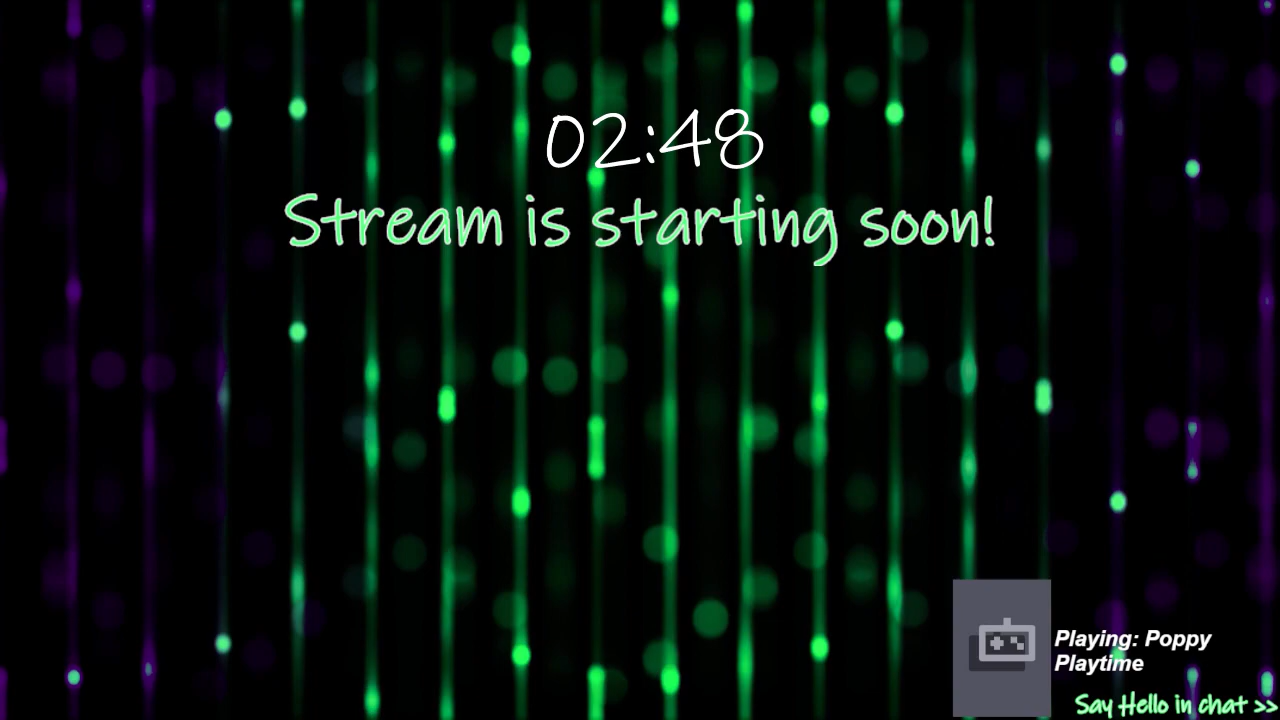 02:48
Stream is starting soon!
Playing: Poppy
Playtime
Say Hello in chat >>